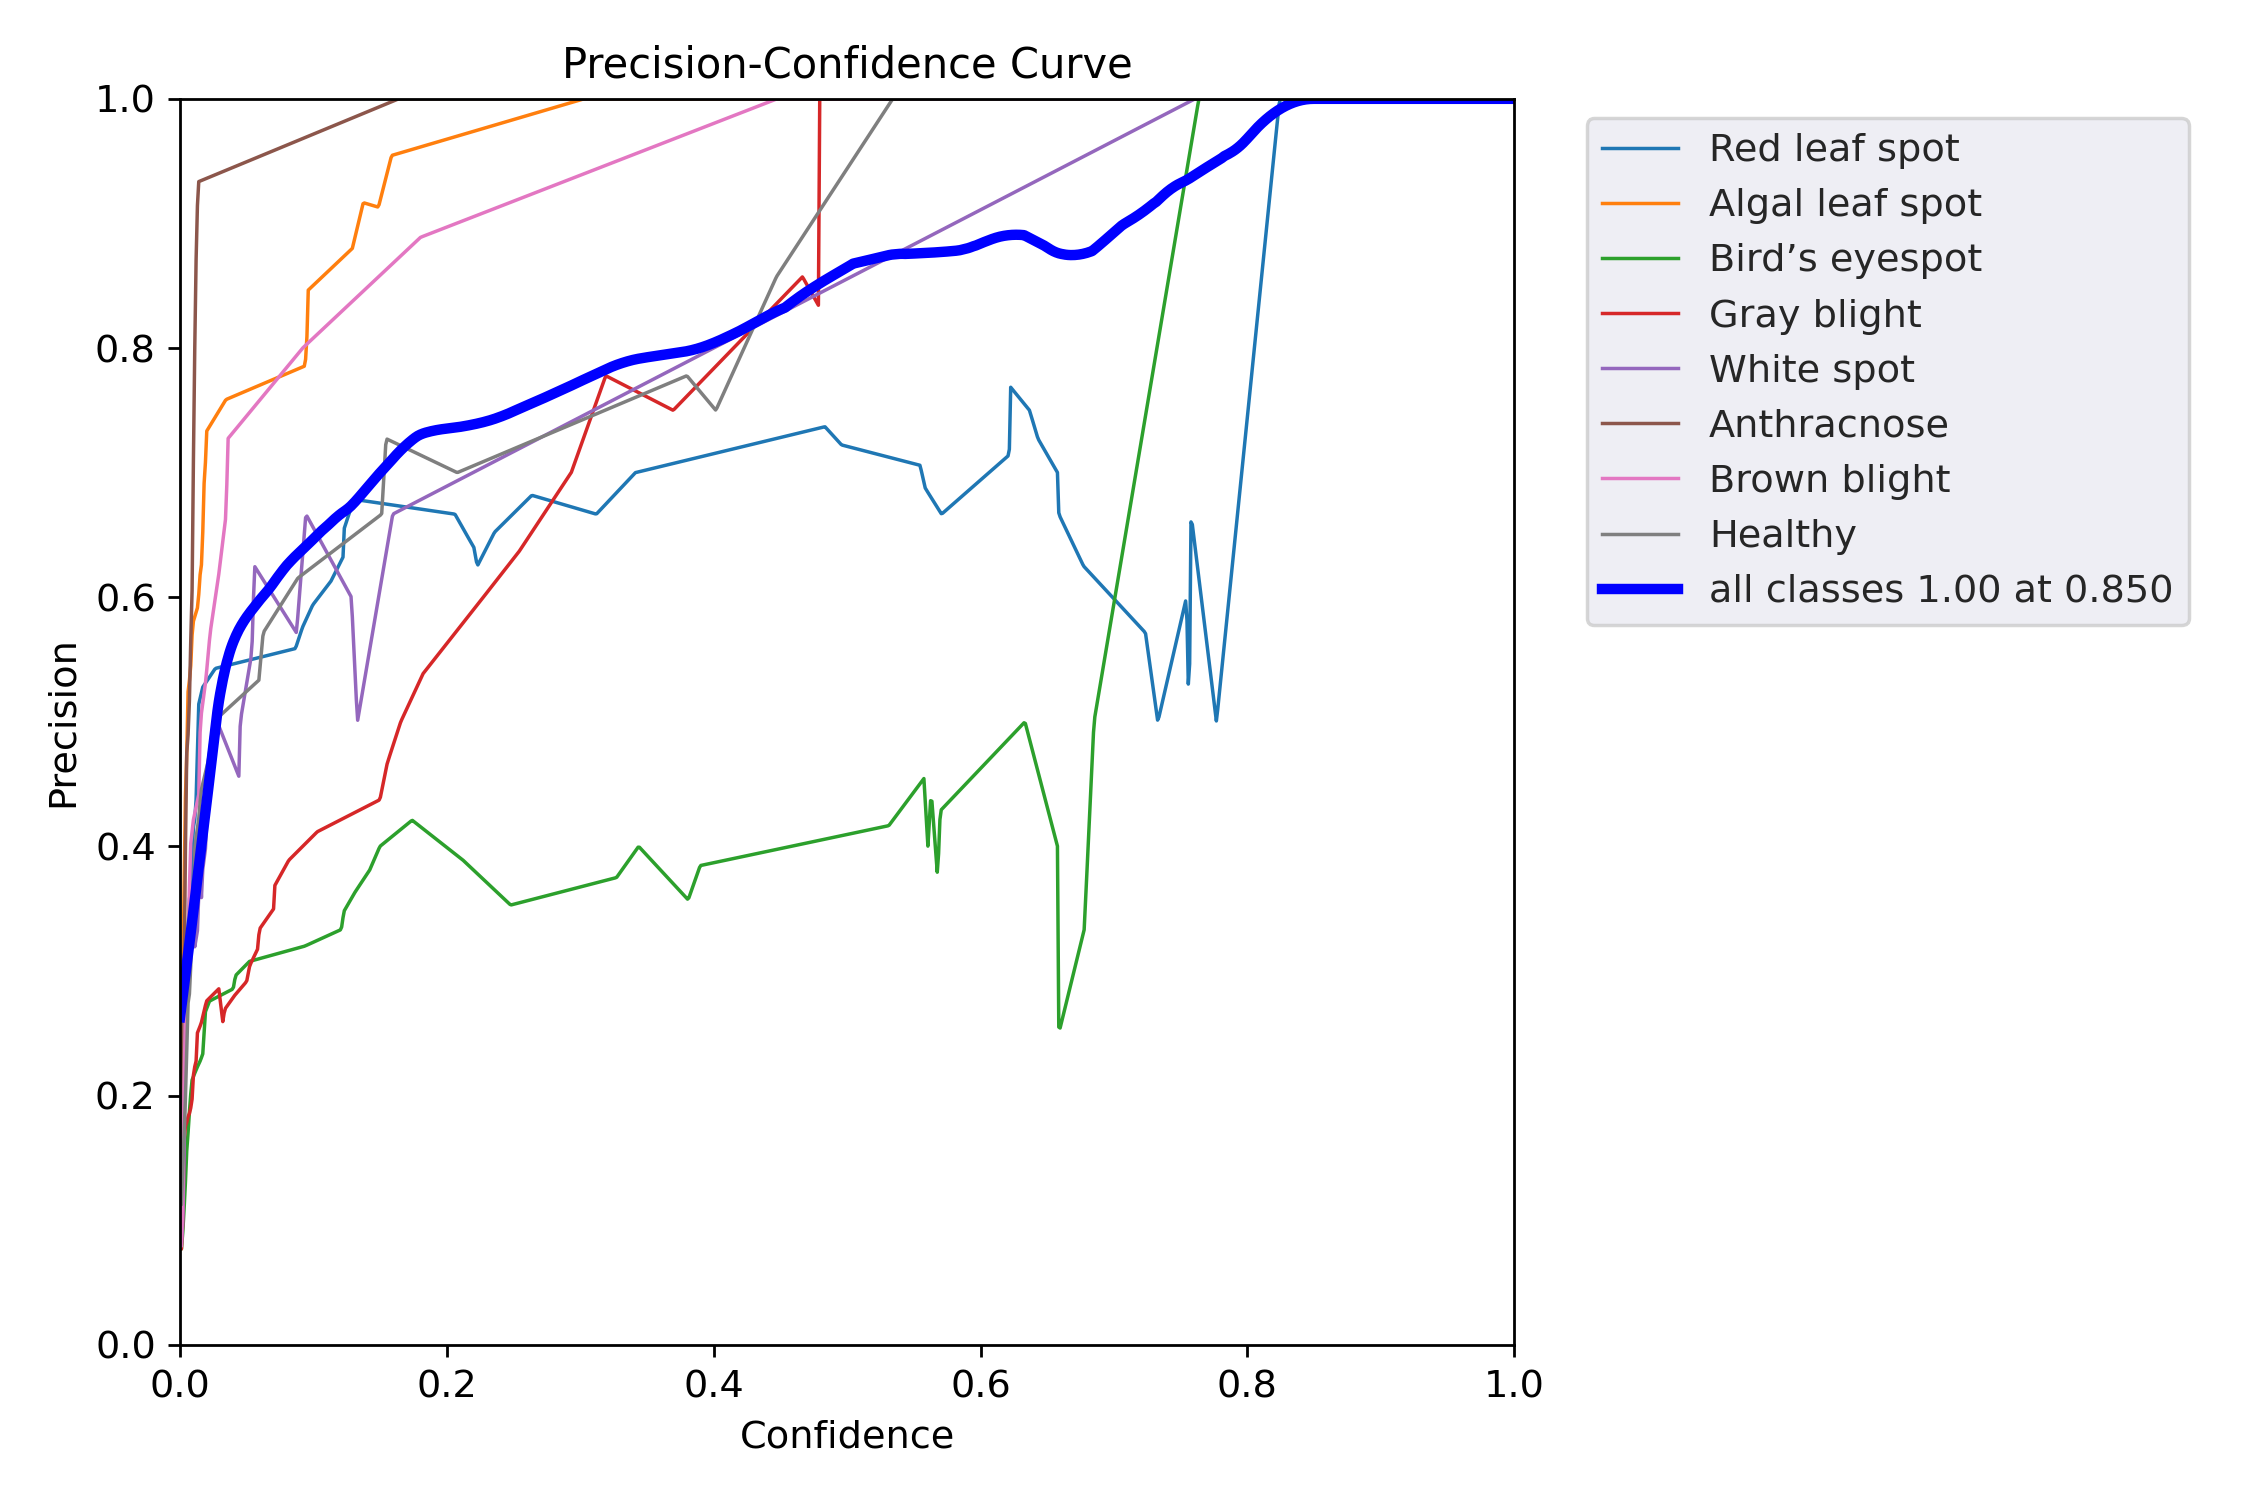 Precision-Confidence Curve
1.0
0.8
0.6
0.4
0.2
0.0
Precision
0.0 0.2 0.4 0.6 0.8 1.0
Confidence
Red leaf spot
Algal leaf spot
Bird’s eyespot
Gray blight
White spot
Anthracnose
Brown blight
Healthy
all classes 1.00 at 0.850